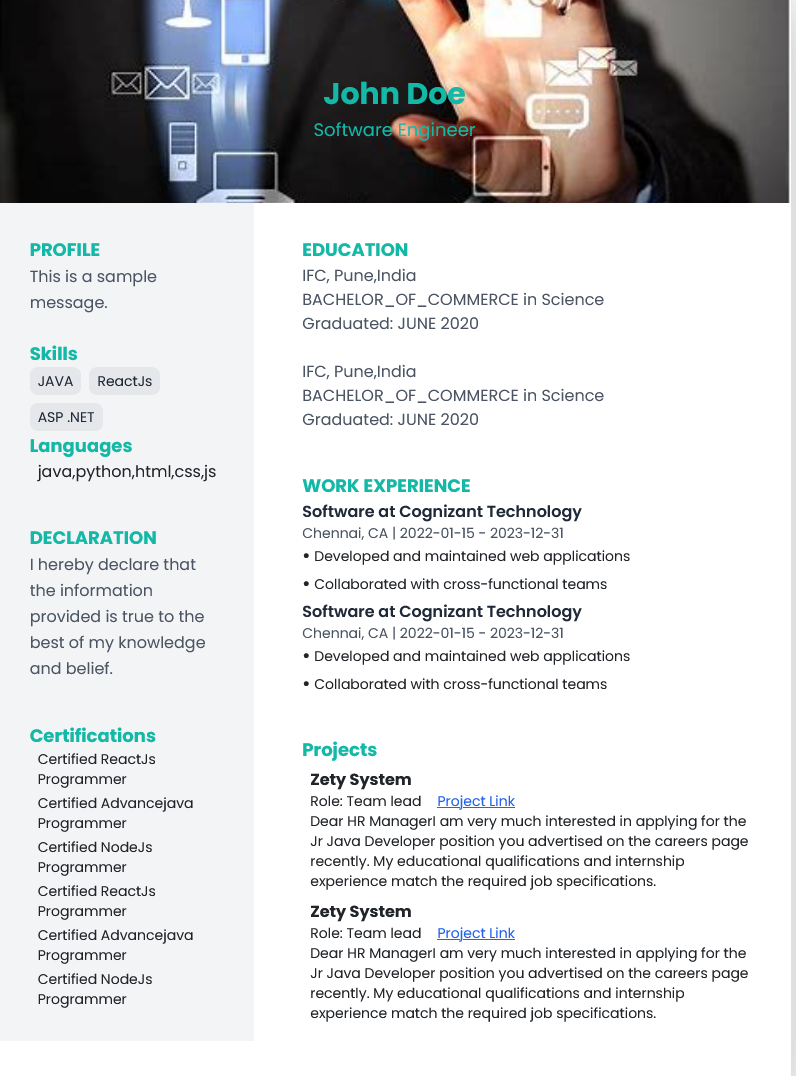 John Doe
Software Engineer
PROFILE
This is a sample
message.
Skills
JAVA ReactJs
ASP .NET
Languages
java,python,html,css,js
DECLARATION
I hereby declare that
the information
provided is true to the
best of my knowledge
and belief.
Certifications
Certified ReactJs
Programmer
Certified Advancejava
Programmer
Certified NodeJs
Programmer
Certified ReactJs
Programmer
Certified Advancejava
Programmer
Certified NodeJs
Programmer
EDUCATION
IFC, Pune,India
BACHELOR_OF_COMMERCE in Science
Graduated: JUNE 2020
IFC, Pune,India
BACHELOR_OF_COMMERCE in Science
Graduated: JUNE 2020
WORK EXPERIENCE
Software at Cognizant Technology
Chennai, CA | 2022-01-15 - 2023-12-31
• Developed and maintained web applications
• Collaborated with cross-functional teams
Software at Cognizant Technology
Chennai, CA | 2022-01-15 - 2023-12-31
• Developed and maintained web applications
• Collaborated with cross-functional teams
Projects
Zety System
Role: Team lead Project Link
Dear HR ManagerI am very much interested in applying for the
Jr Java Developer position you advertised on the careers page
recently. My educational qualifications and internship
experience match the required job specifications.
Zety System
Role: Team lead Project Link
Dear HR ManagerI am very much interested in applying for the
Jr Java Developer position you advertised on the careers page
recently. My educational qualifications and internship
experience match the required job specifications.